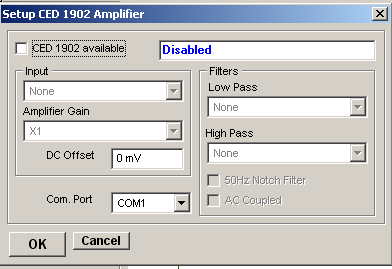 Setup CED 1902 Amplifier
CED 1902 available
Disabled
Input
None
Amplifier Gain
X1
DC Offset
0 mV
Com. Port
COM1
Filters
Low Pass
None
High Pass
None
50Hz Notch Filter
AC Coupled
OK
Cancel